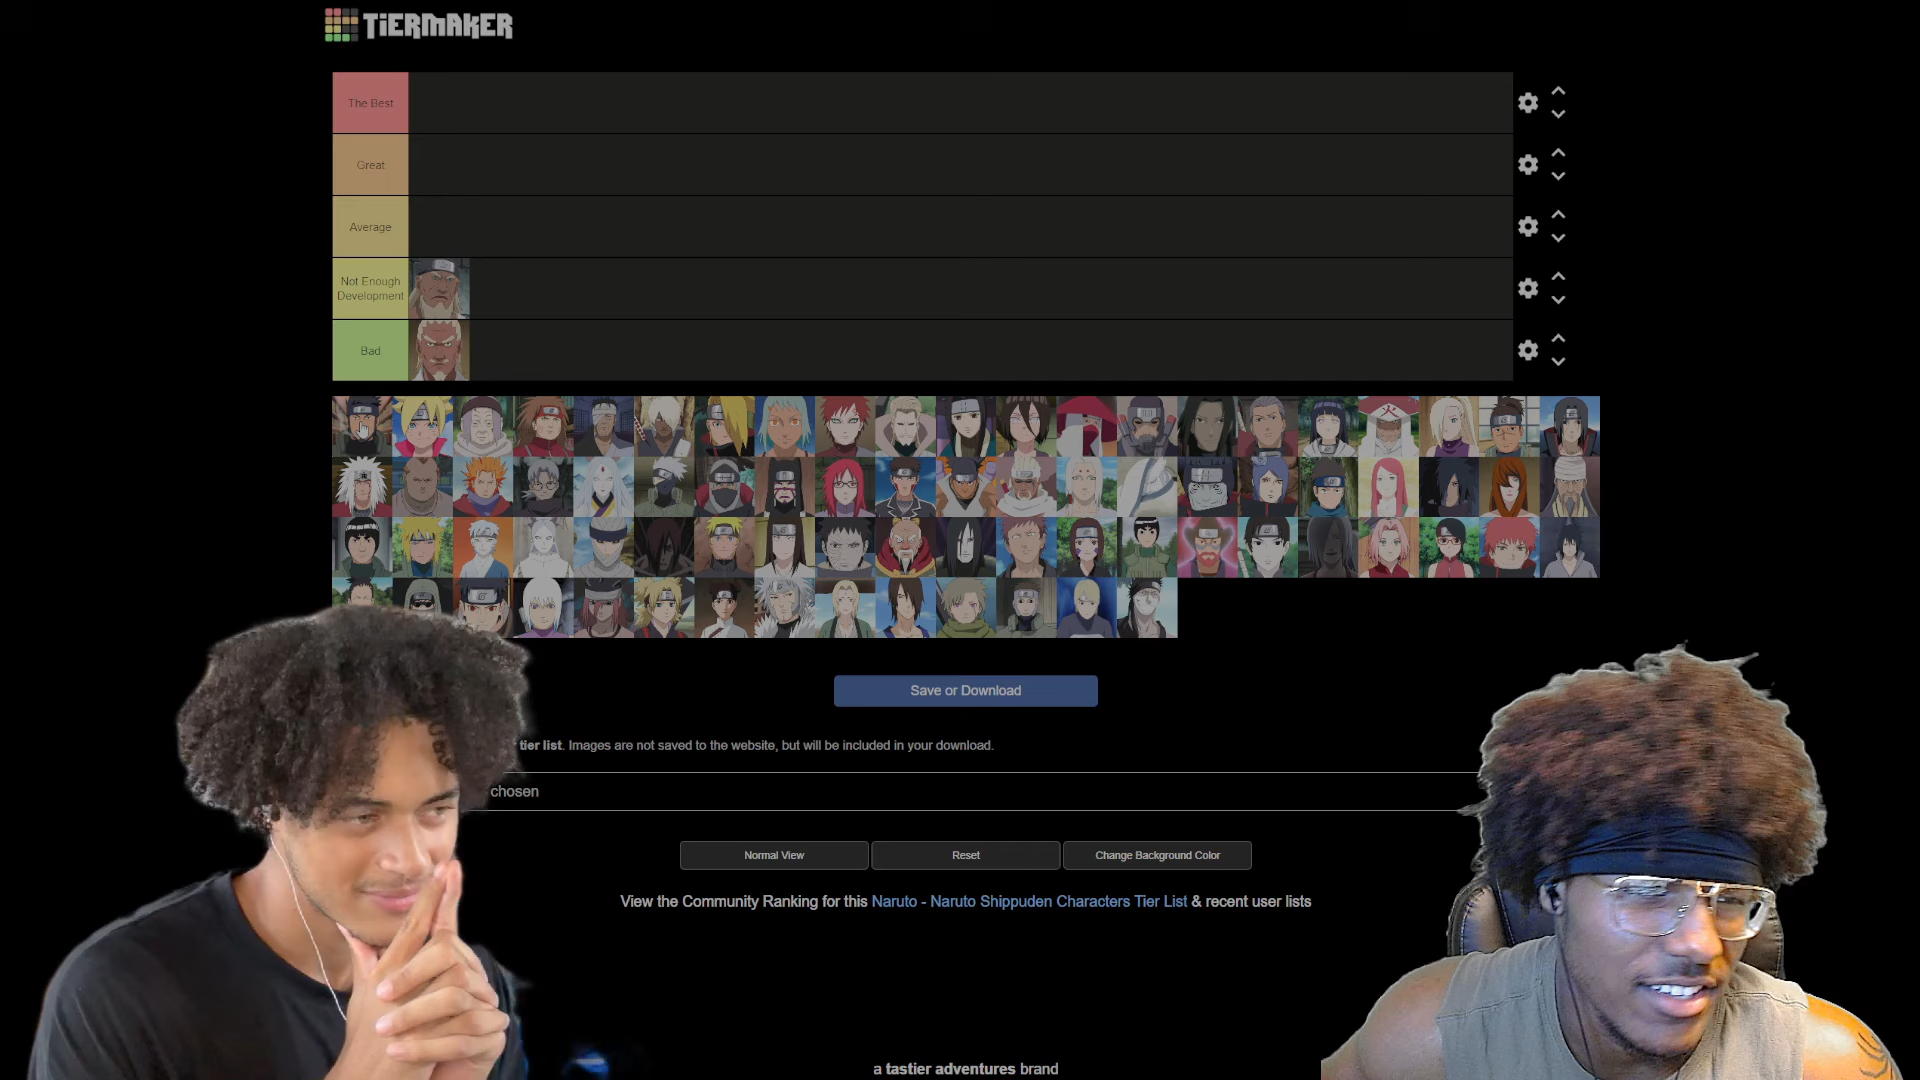 TiERMAKER
The Best
Great
Average
Not Enough
Development
Bad
Save or Download
tier list. Images are not saved to the website, but will be included in your download.
chosen
Normal View
Reset
Change Background Color
View the Community Ranking for this Naruto - Naruto Shippuden Characters Tier List & recent user lists
a tastier adventures brand